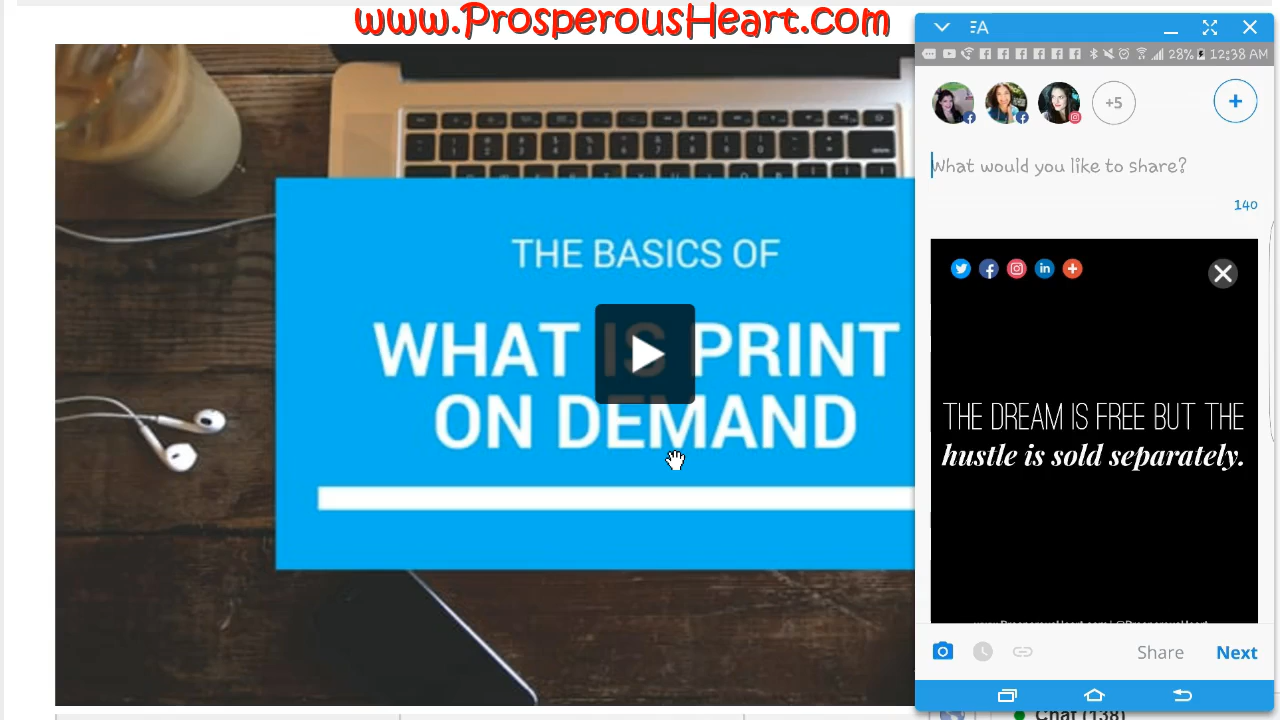 www.ProsperousHeart.com
THE BASICS OF
WHAT IS PRINT
ON DEMAND
28% 12:38 AM
+5
What would you like to share?
140
THE DREAM IS FREE BUT THE
hustle is sold separately.
Share Next
Chat (138)